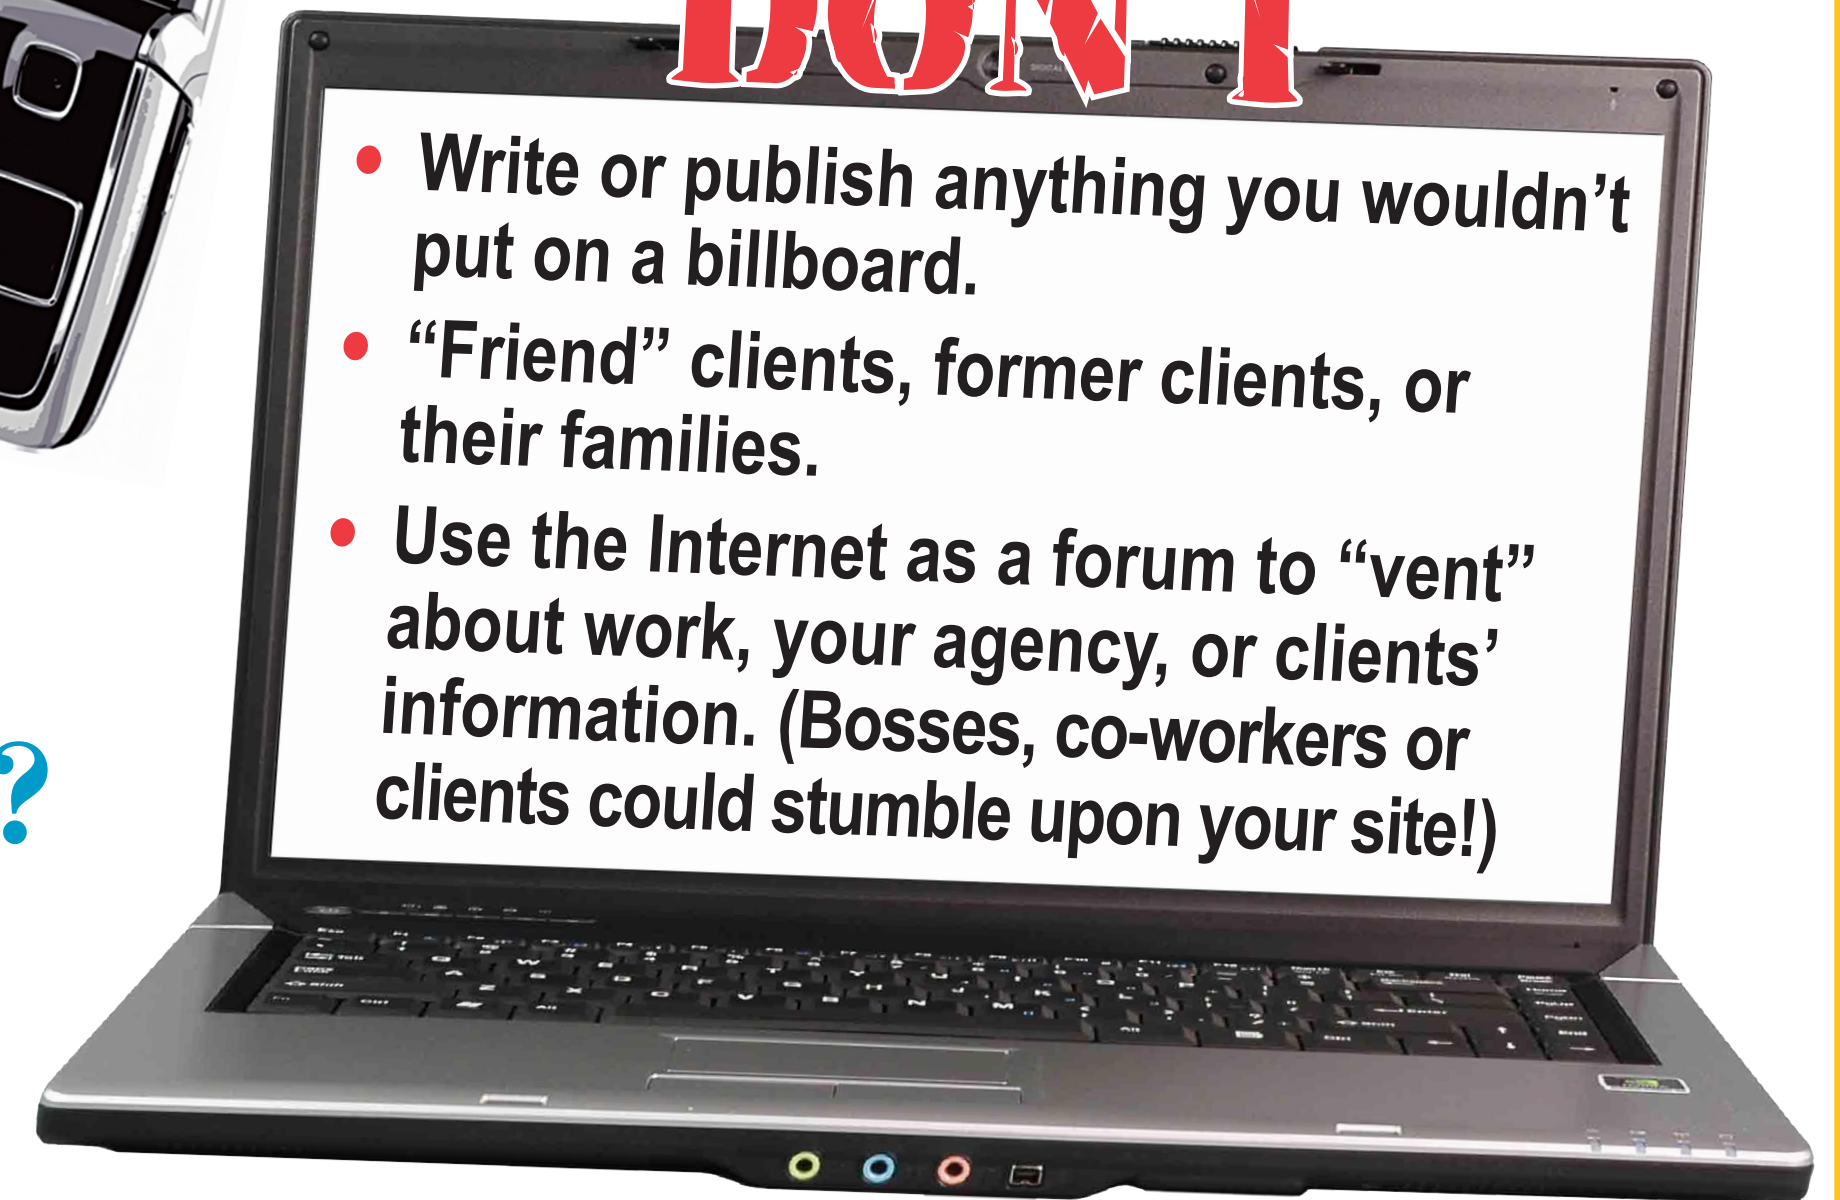 DON'T
• Write or publish anything you wouldn’t
put on a billboard.
• “Friend” clients, former clients, or
their families.
• Use the Internet as a forum to “vent”
about work, your agency, or clients’
information. (Bosses, co-workers or
clients could stumble upon your site!)
?